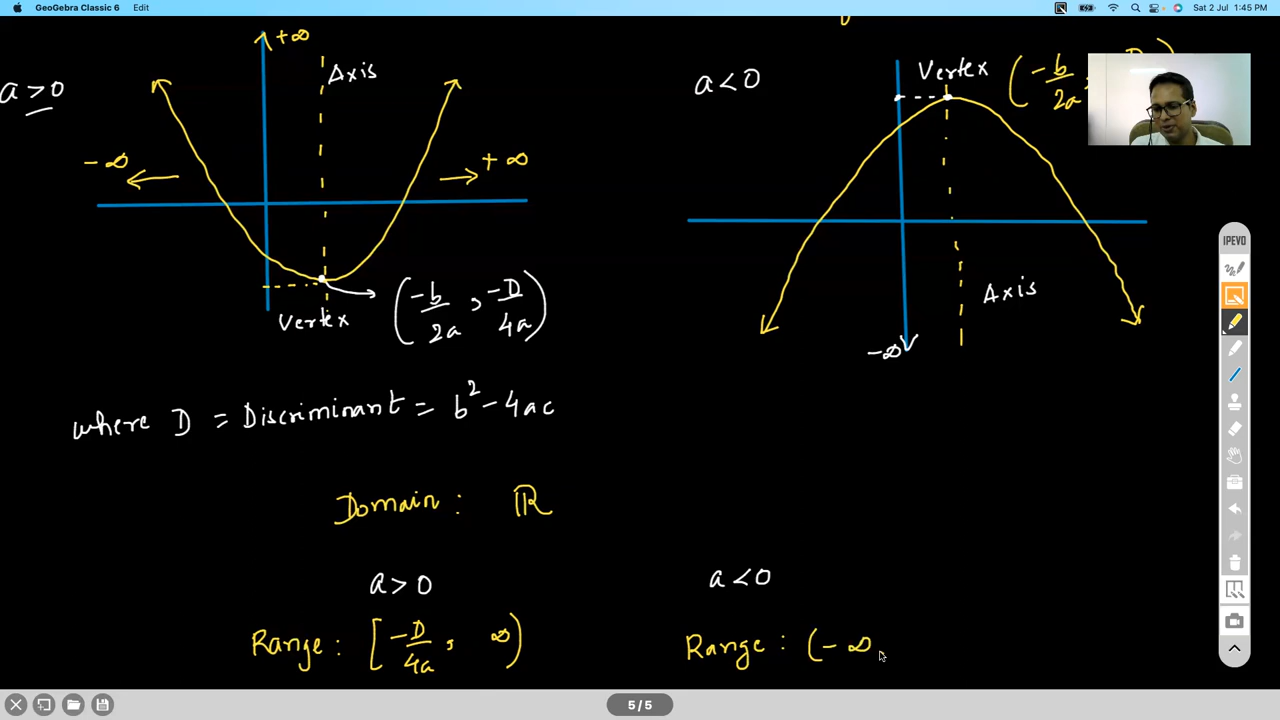 GeoGebra Classic 6 Edit Sat 2 Jul 1:45 PM
+∞
Axis
a > 0
-∞
+∞
Vertex
(-b/2a, -D/4a)
a < 0
Vertex
(-b/2a,
Axis
-∞
where D = Discriminant = b² - 4ac
Domain : ℝ
a > 0
a < 0
Range : [-D/4a, ∞)
Range : (-∞,
IPEVO
5/5